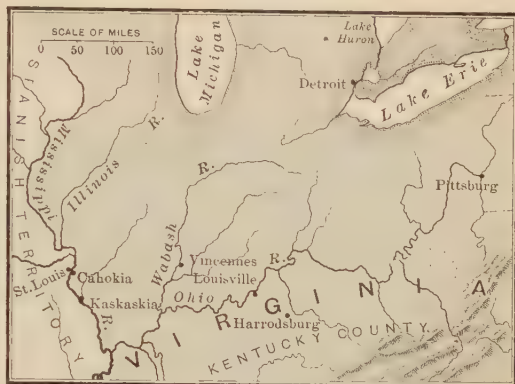 SCALE OF MILES
0 50 100 150
Lake
Michigan
Lake
Huron
Detroit
Lake Erie
SPANISH TERRITORY
Mississippi
R.
Illinois
R.
Wabash
R.
Pittsburg
Vincennes
Louisville
R.
St. Louis
Cahokia
Kaskaskia
Ohio
VIRGINIA
Harrodsburg
KENTUCKY COUNTY